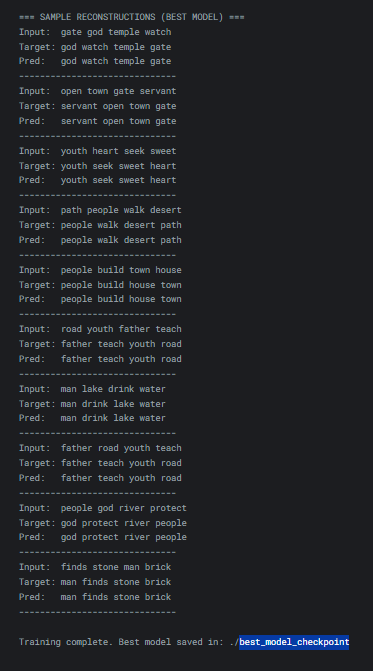 === SAMPLE RECONSTRUCTIONS (BEST MODEL) ===
Input:  gate god temple watch
Target: god watch temple gate
Pred:   god watch temple gate
-----------------------------
Input:  open town gate servant
Target: servant open town gate
Pred:   servant open town gate
-----------------------------
Input:  youth heart seek sweet
Target: youth seek sweet heart
Pred:   youth seek sweet heart
-----------------------------
Input:  path people walk desert
Target: people walk desert path
Pred:   people walk desert path
-----------------------------
Input:  people build town house
Target: people build house town
Pred:   people build house town
-----------------------------
Input:  road youth father teach
Target: father teach youth road
Pred:   father teach youth road
-----------------------------
Input:  man lake drink water
Target: man drink lake water
Pred:   man drink lake water
-----------------------------
Input:  father road youth teach
Target: father teach youth road
Pred:   father teach youth road
-----------------------------
Input:  people god river protect
Target: god protect river people
Pred:   god protect river people
-----------------------------
Input:  finds stone man brick
Target: man finds stone brick
Pred:   man finds stone brick
-----------------------------
Training complete. Best model saved in: ./best_model_checkpoint